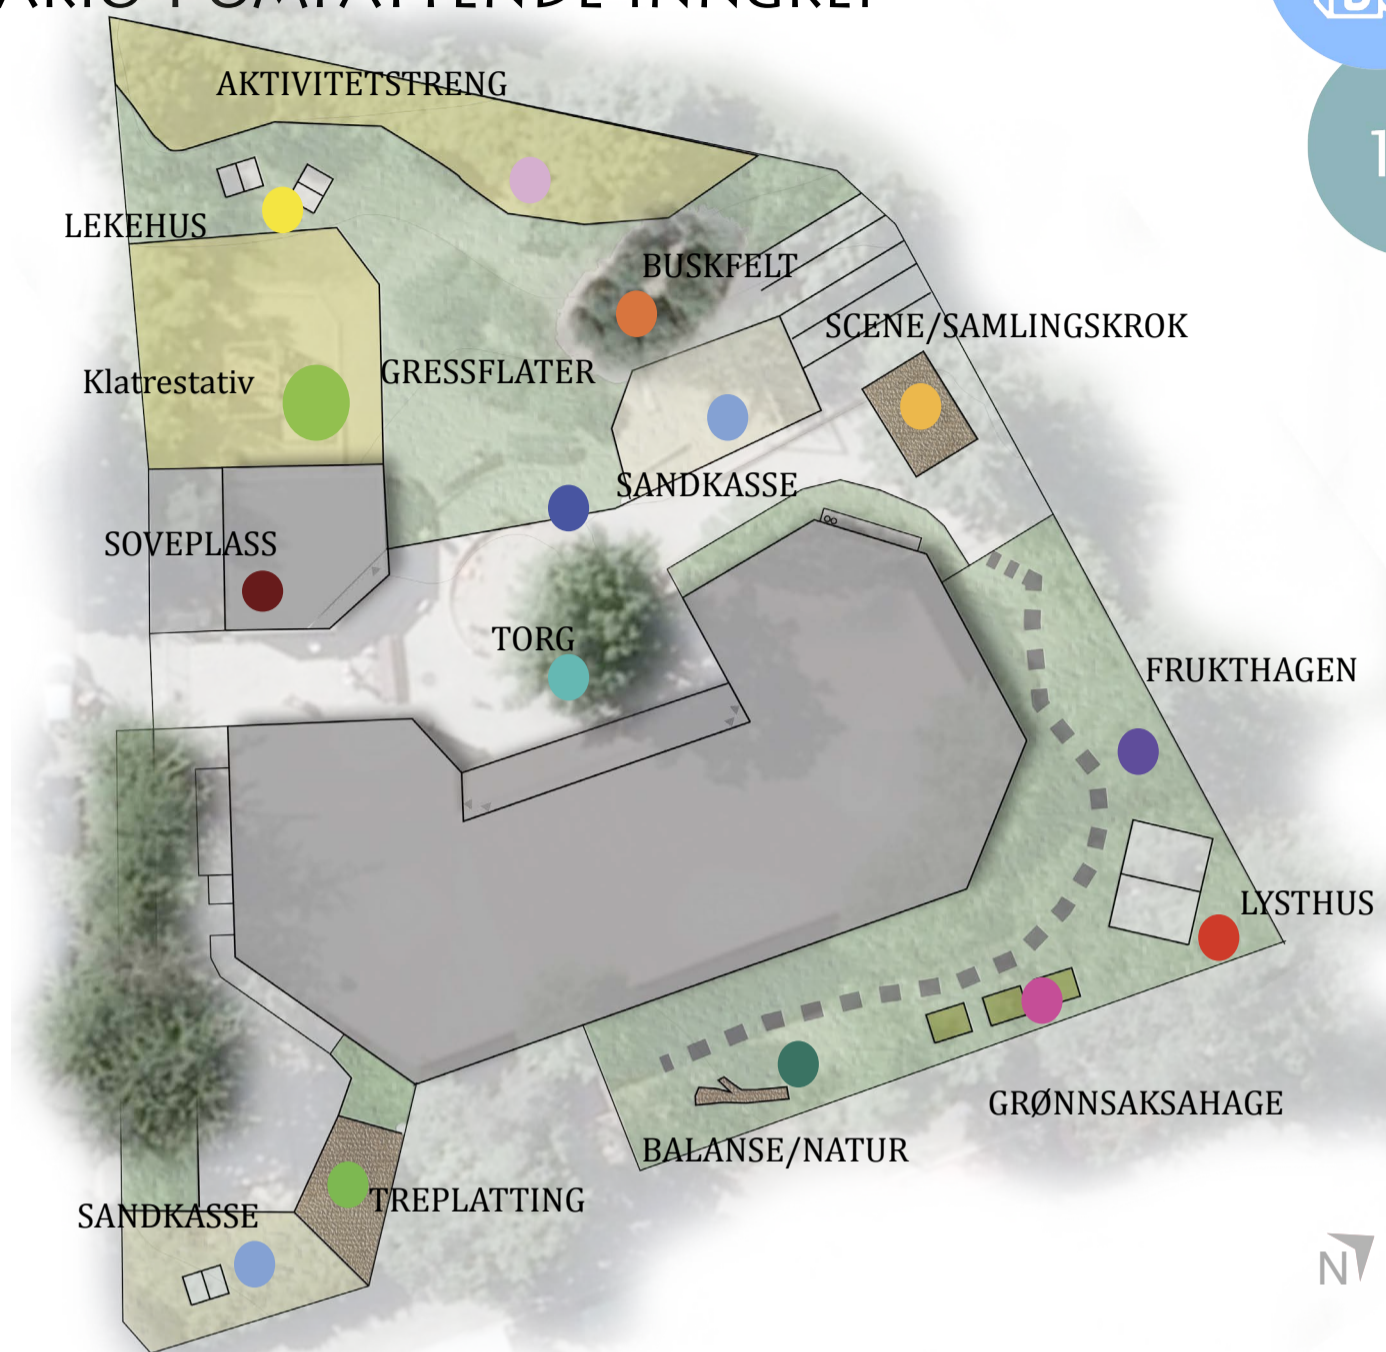 AKTIVITETSTRENG
LEKEHUS
BUSKFELT
SCENE/SAMLINGSKROK
Klatrestativ
GRESSFLATER
SANDKASSE
SOVEPLASS
TORG
FRUKTHAGEN
LYSTHUS
GRØNNSAKSAHAGE
BALANSE/NATUR
TREPLATTING
SANDKASSE
N